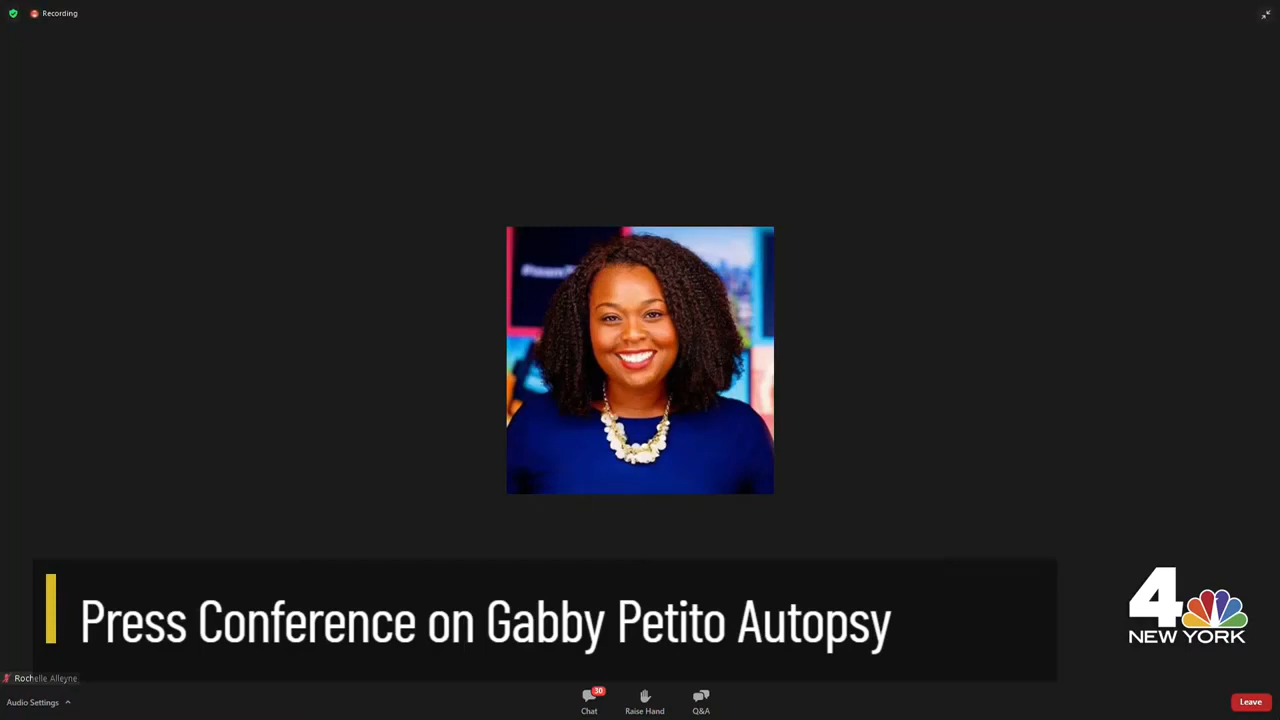 Recording
Press Conference on Gabby Petito Autopsy
4
NEW YORK
Rochelle Alleyne
Audio Settings
30
Chat
Raise Hand
Q&A
Leave